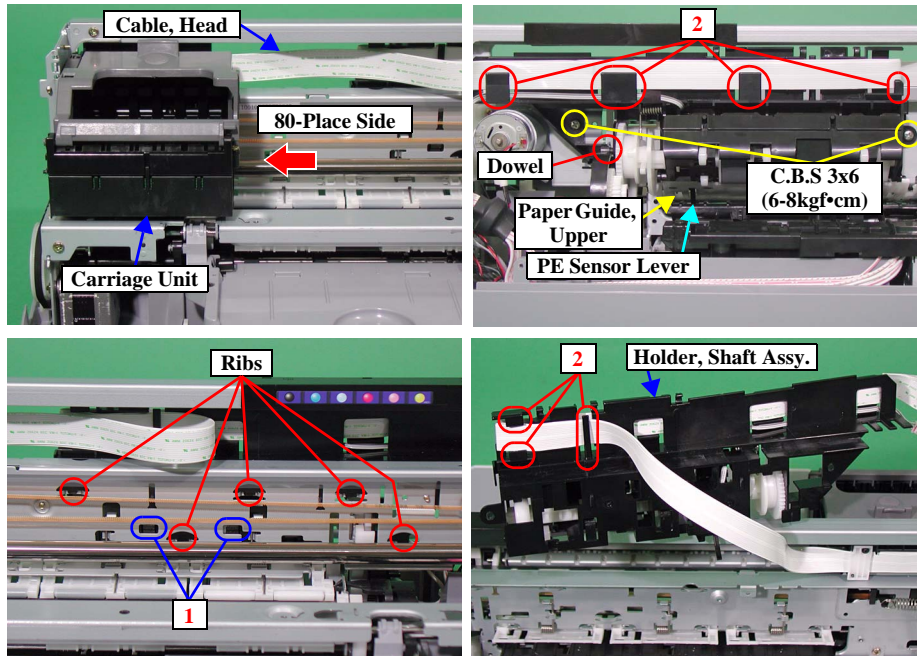 Cable, Head
80-Place Side
Carriage Unit
2
Dowel
C.B.S 3x6
(6-8kgf•cm)
Paper Guide,
Upper
PE Sensor Lever
Ribs
1
2
Holder, Shaft Assy.